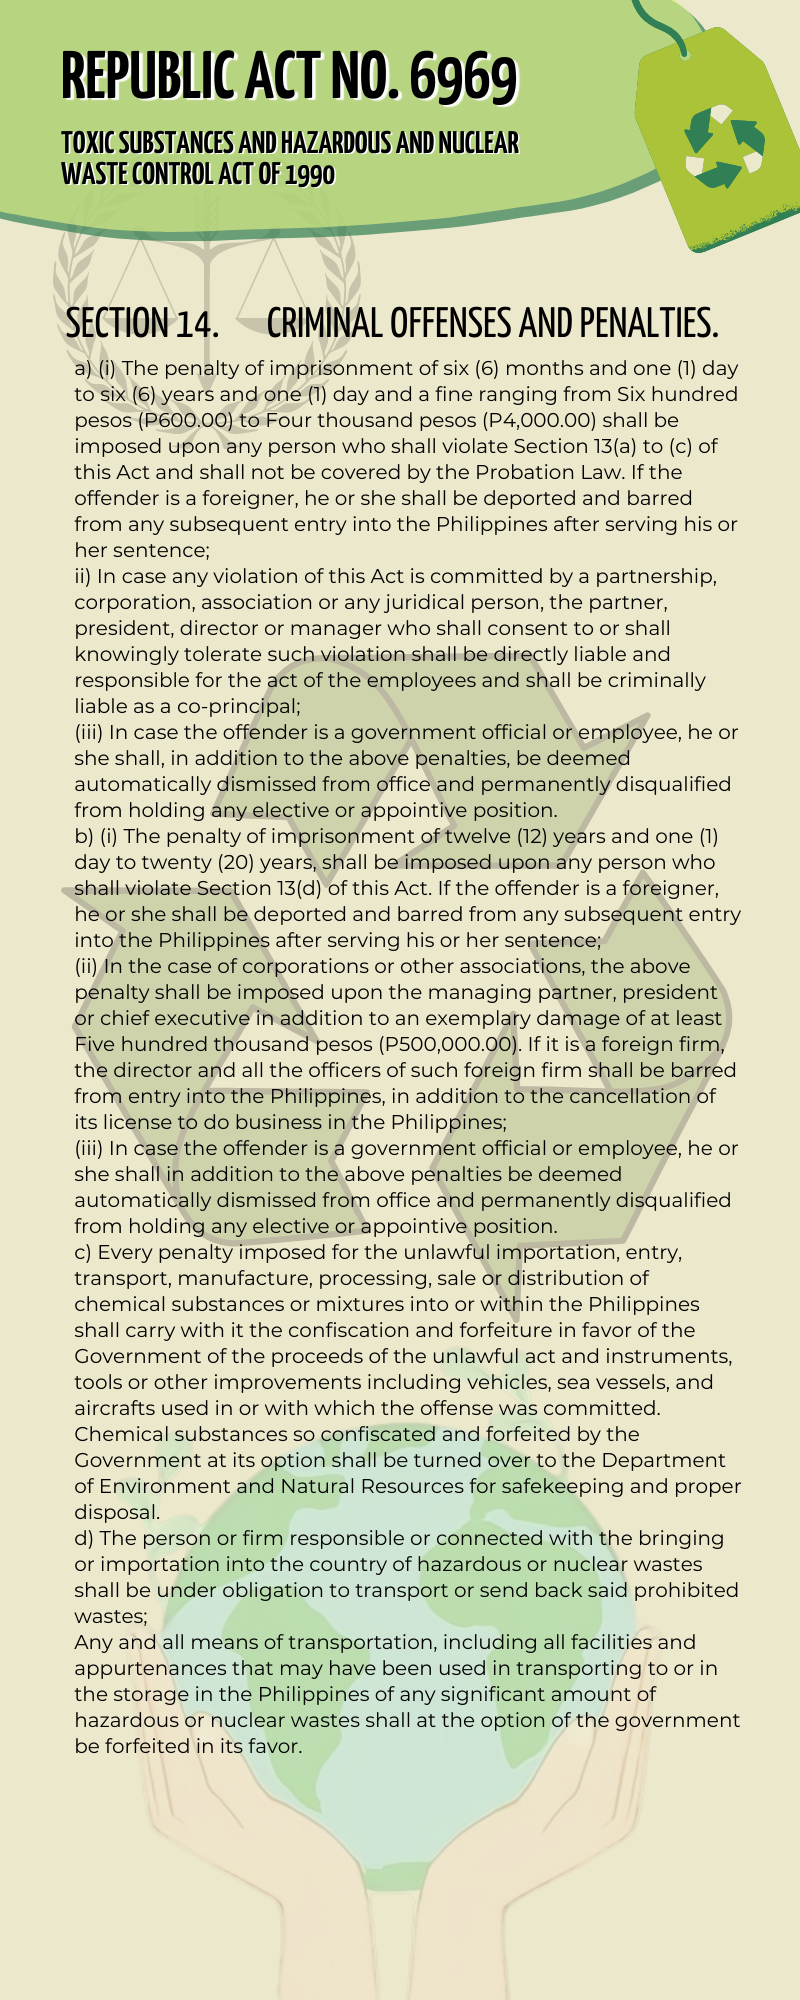 REPUBLIC ACT NO. 6969
TOXIC SUBSTANCES AND HAZARDOUS AND NUCLEAR
WASTE CONTROL ACT OF 1990
SECTION 14. CRIMINAL OFFENSES AND PENALTIES.
a) (i) The penalty of imprisonment of six (6) months and one (1) day
to six (6) years and one (1) day and a fine ranging from Six hundred
pesos (P600.00) to Four thousand pesos (P4,000.00) shall be
imposed upon any person who shall violate Section 13(a) to (c) of
this Act and shall not be covered by the Probation Law. If the
offender is a foreigner, he or she shall be deported and barred
from any subsequent entry into the Philippines after serving his or
her sentence;
ii) In case any violation of this Act is committed by a partnership,
corporation, association or any juridical person, the partner,
president, director or manager who shall consent to or shall
knowingly tolerate such violation shall be directly liable and
responsible for the act of the employees and shall be criminally
liable as a co-principal;
(iii) In case the offender is a government official or employee, he or
she shall, in addition to the above penalties, be deemed
automatically dismissed from office and permanently disqualified
from holding any elective or appointive position.
b) (i) The penalty of imprisonment of twelve (12) years and one (1)
day to twenty (20) years, shall be imposed upon any person who
shall violate Section 13(d) of this Act. If the offender is a foreigner,
he or she shall be deported and barred from any subsequent entry
into the Philippines after serving his or her sentence;
(ii) In the case of corporations or other associations, the above
penalty shall be imposed upon the managing partner, president
or chief executive in addition to an exemplary damage of at least
Five hundred thousand pesos (P500,000.00). If it is a foreign firm,
the director and all the officers of such foreign firm shall be barred
from entry into the Philippines, in addition to the cancellation of
its license to do business in the Philippines;
(iii) In case the offender is a government official or employee, he or
she shall in addition to the above penalties be deemed
automatically dismissed from office and permanently disqualified
from holding any elective or appointive position.
c) Every penalty imposed for the unlawful importation, entry,
transport, manufacture, processing, sale or distribution of
chemical substances or mixtures into or within the Philippines
shall carry with it the confiscation and forfeiture in favor of the
Government of the proceeds of the unlawful act and instruments,
tools or other improvements including vehicles, sea vessels, and
aircrafts used in or with which the offense was committed.
Chemical substances so confiscated and forfeited by the
Government at its option shall be turned over to the Department
of Environment and Natural Resources for safekeeping and proper
disposal.
d) The person or firm responsible or connected with the bringing
or importation into the country of hazardous or nuclear wastes
shall be under obligation to transport or send back said prohibited
wastes;
Any and all means of transportation, including all facilities and
appurtenances that may have been used in transporting to or in
the storage in the Philippines of any significant amount of
hazardous or nuclear wastes shall at the option of the government
be forfeited in its favor.